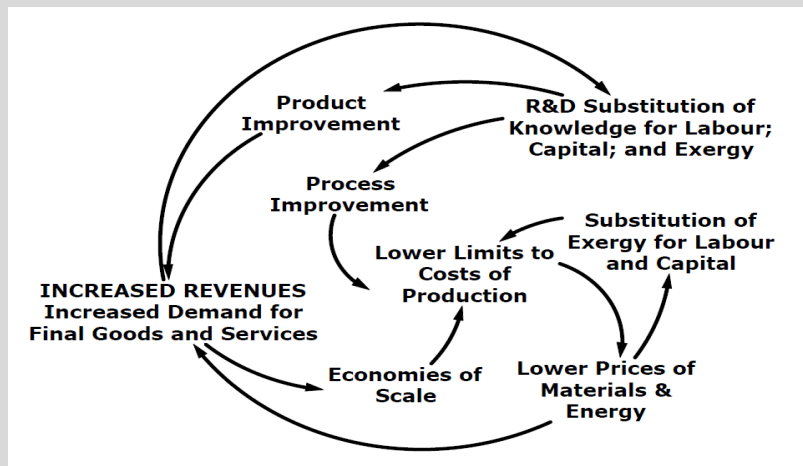 Product
Improvement
R&D Substitution of
Knowledge for Labour;
Capital; and Exergy
Process
Improvement
Substitution of
Exergy for Labour
and Capital
Lower Limits to
Costs of
Production
INCREASED REVENUES
Increased Demand for
Final Goods and Services
Economies of
Scale
Lower Prices of
Materials &
Energy